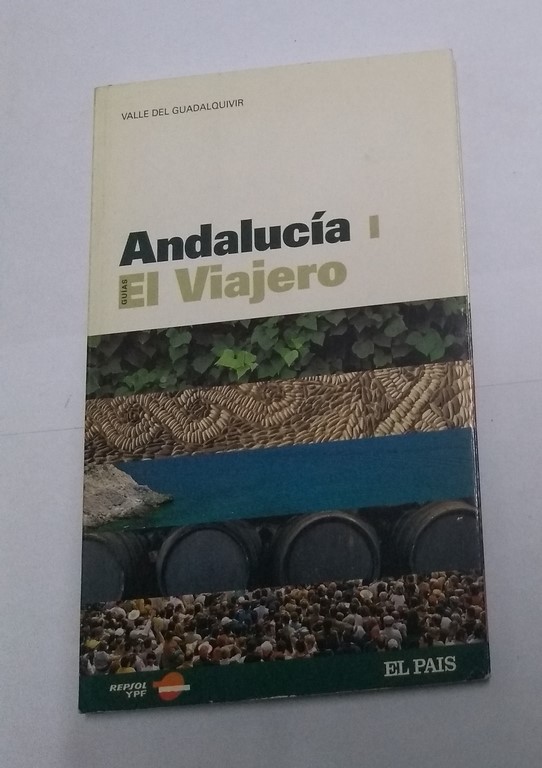 VALLE DEL GUADALQUIVIR
Andalucía I
GUÍAS
El Viajero
REPSOL
YPF
EL PAIS